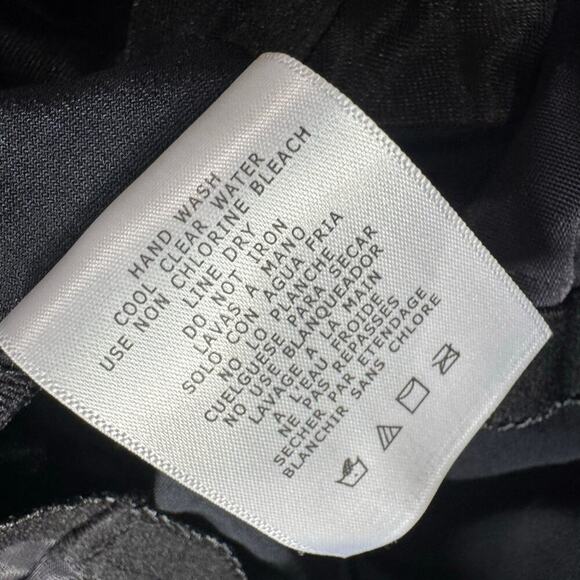 HAND WASH
COOL CLEAR WATER
USE NON CHLORINE BLEACH
LINE DRY
DO NOT IRON
LAVAS A MANO
SOLO CON AGUA FRIA
NO LO PLANCHE
CUELGUESE PARA SECAR
NO USE BLANQUEADOR
LAVAGE A LA MAIN
A L'EAU FROIDE
NE PAS REPASSES
SECHER PAR ETENDAGE
BLANCHIR SANS CHLORE